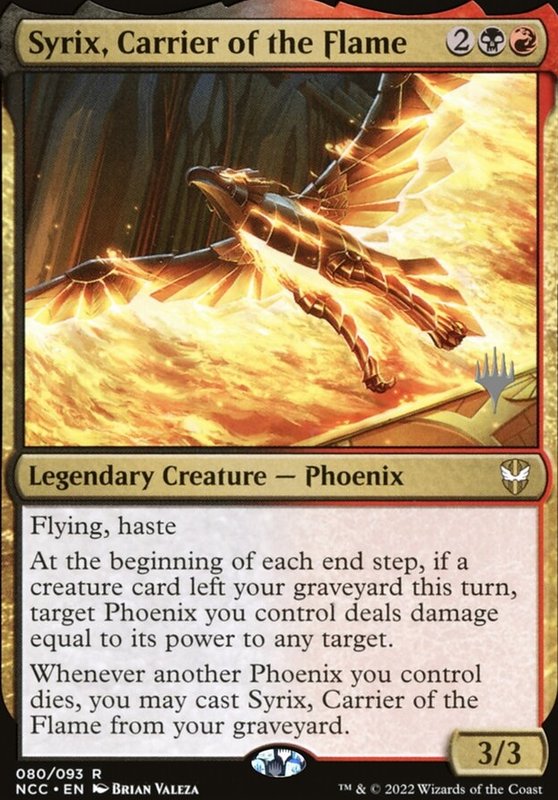 Syrix, Carrier of the Flame 2
Legendary Creature — Phoenix
Flying, haste
At the beginning of each end step, if a
creature card left your graveyard this turn,
target Phoenix you control deals damage
equal to its power to any target.
Whenever another Phoenix you control
dies, you may cast Syrix, Carrier of the
Flame from your graveyard.
3/3
080/093 R
NCC • EN Brian Valeza
™ & © 2022 Wizards of the Coast